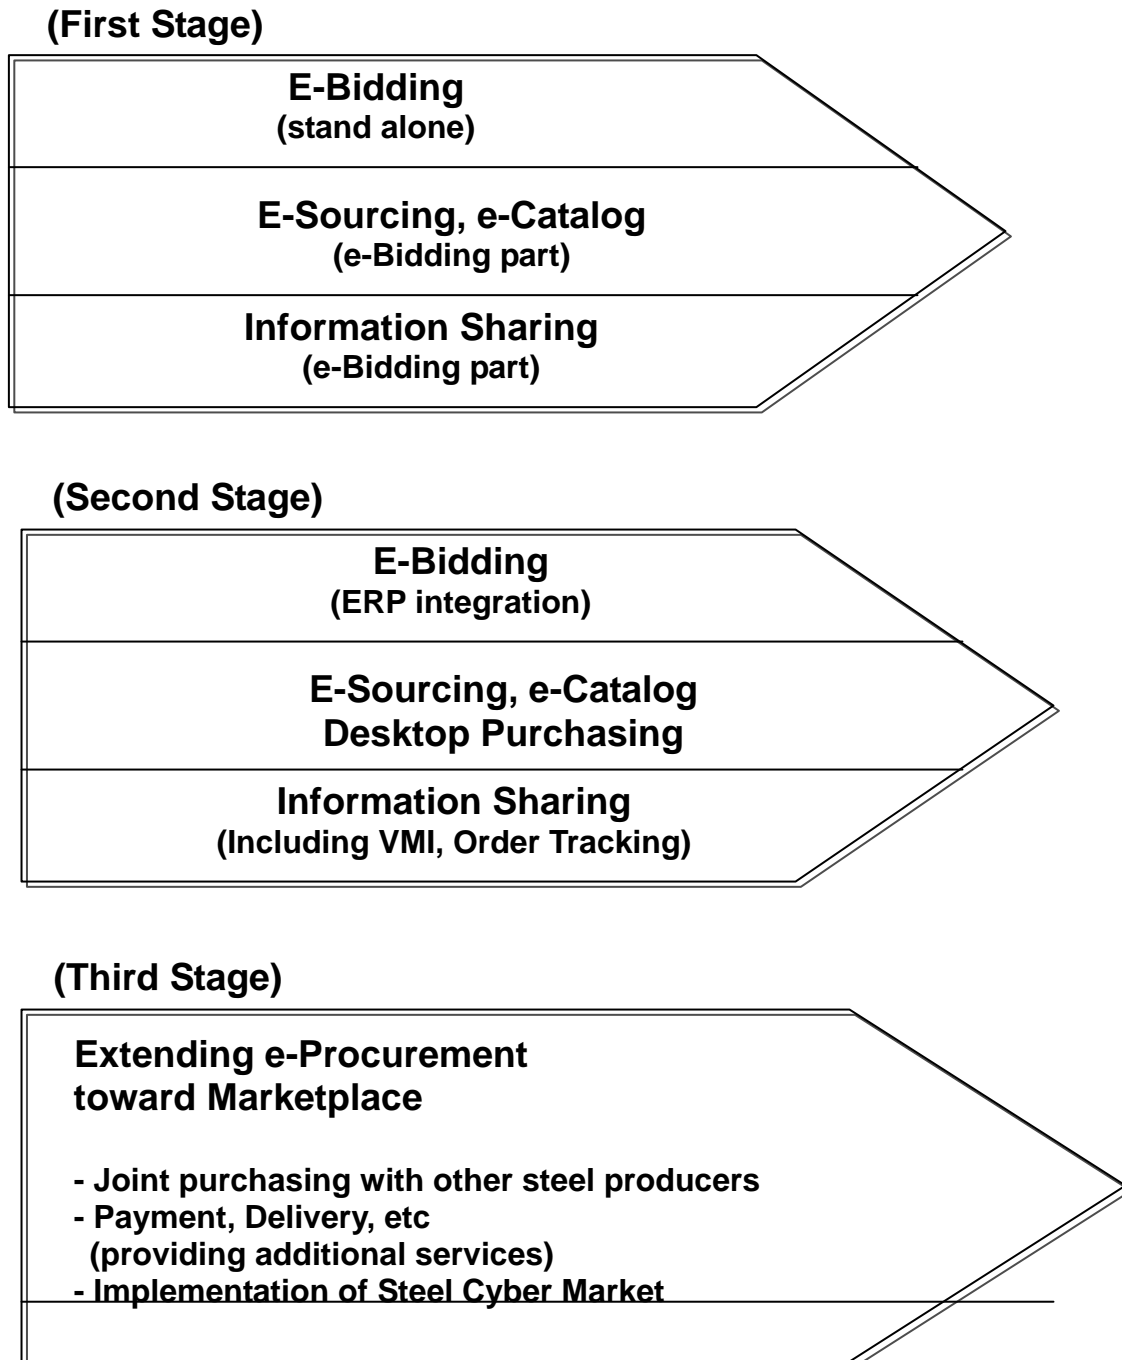 (First Stage)
E-Bidding
(stand alone)
E-Sourcing, e-Catalog
(e-Bidding part)
Information Sharing
(e-Bidding part)
(Second Stage)
E-Bidding
(ERP integration)
E-Sourcing, e-Catalog
Desktop Purchasing
Information Sharing
(Including VMI, Order Tracking)
(Third Stage)
Extending e-Procurement
toward Marketplace
- Joint purchasing with other steel producers
- Payment, Delivery, etc
(providing additional services)
- Implementation of Steel Cyber Market